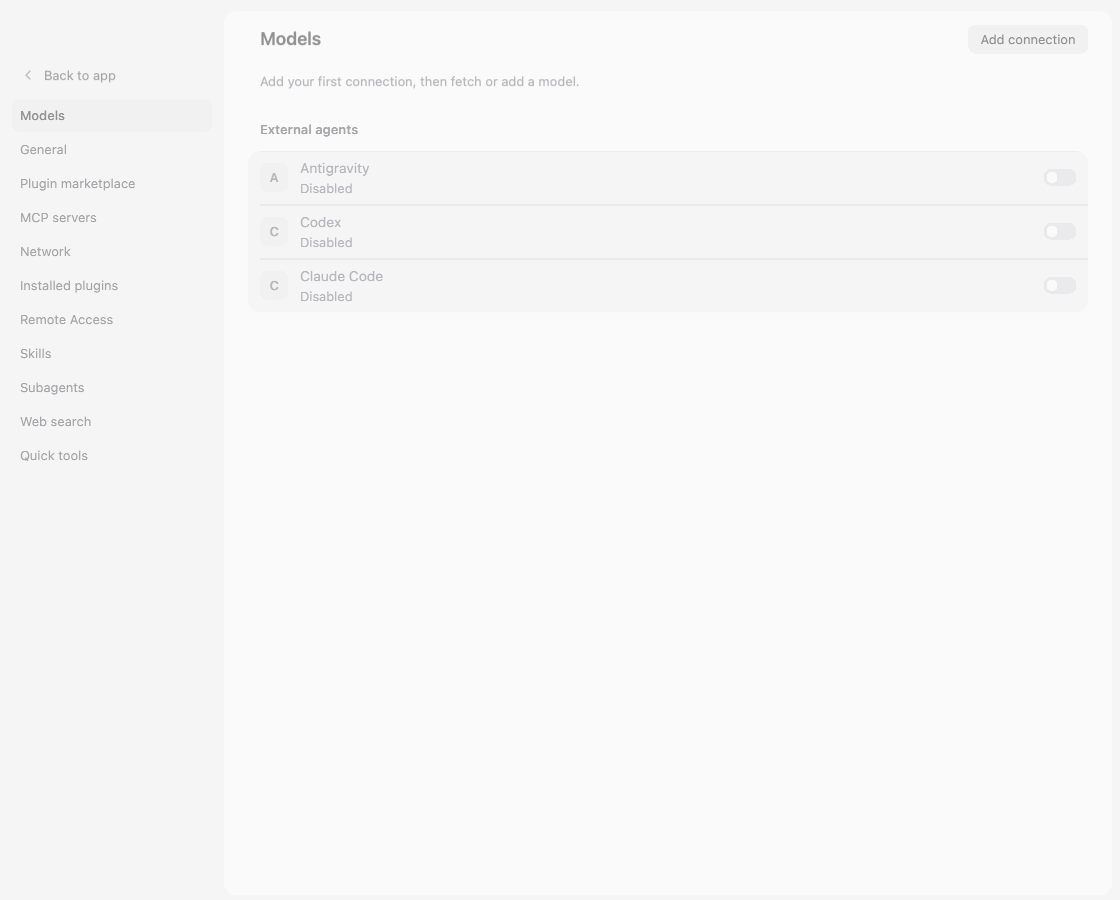 Models
Add connection
Back to app
Add your first connection, then fetch or add a model.
Models
General
Plugin marketplace
MCP servers
Network
Installed plugins
Remote Access
Skills
Subagents
Web search
Quick tools
External agents
A
Antigravity
Disabled
C
Codex
Disabled
C
Claude Code
Disabled